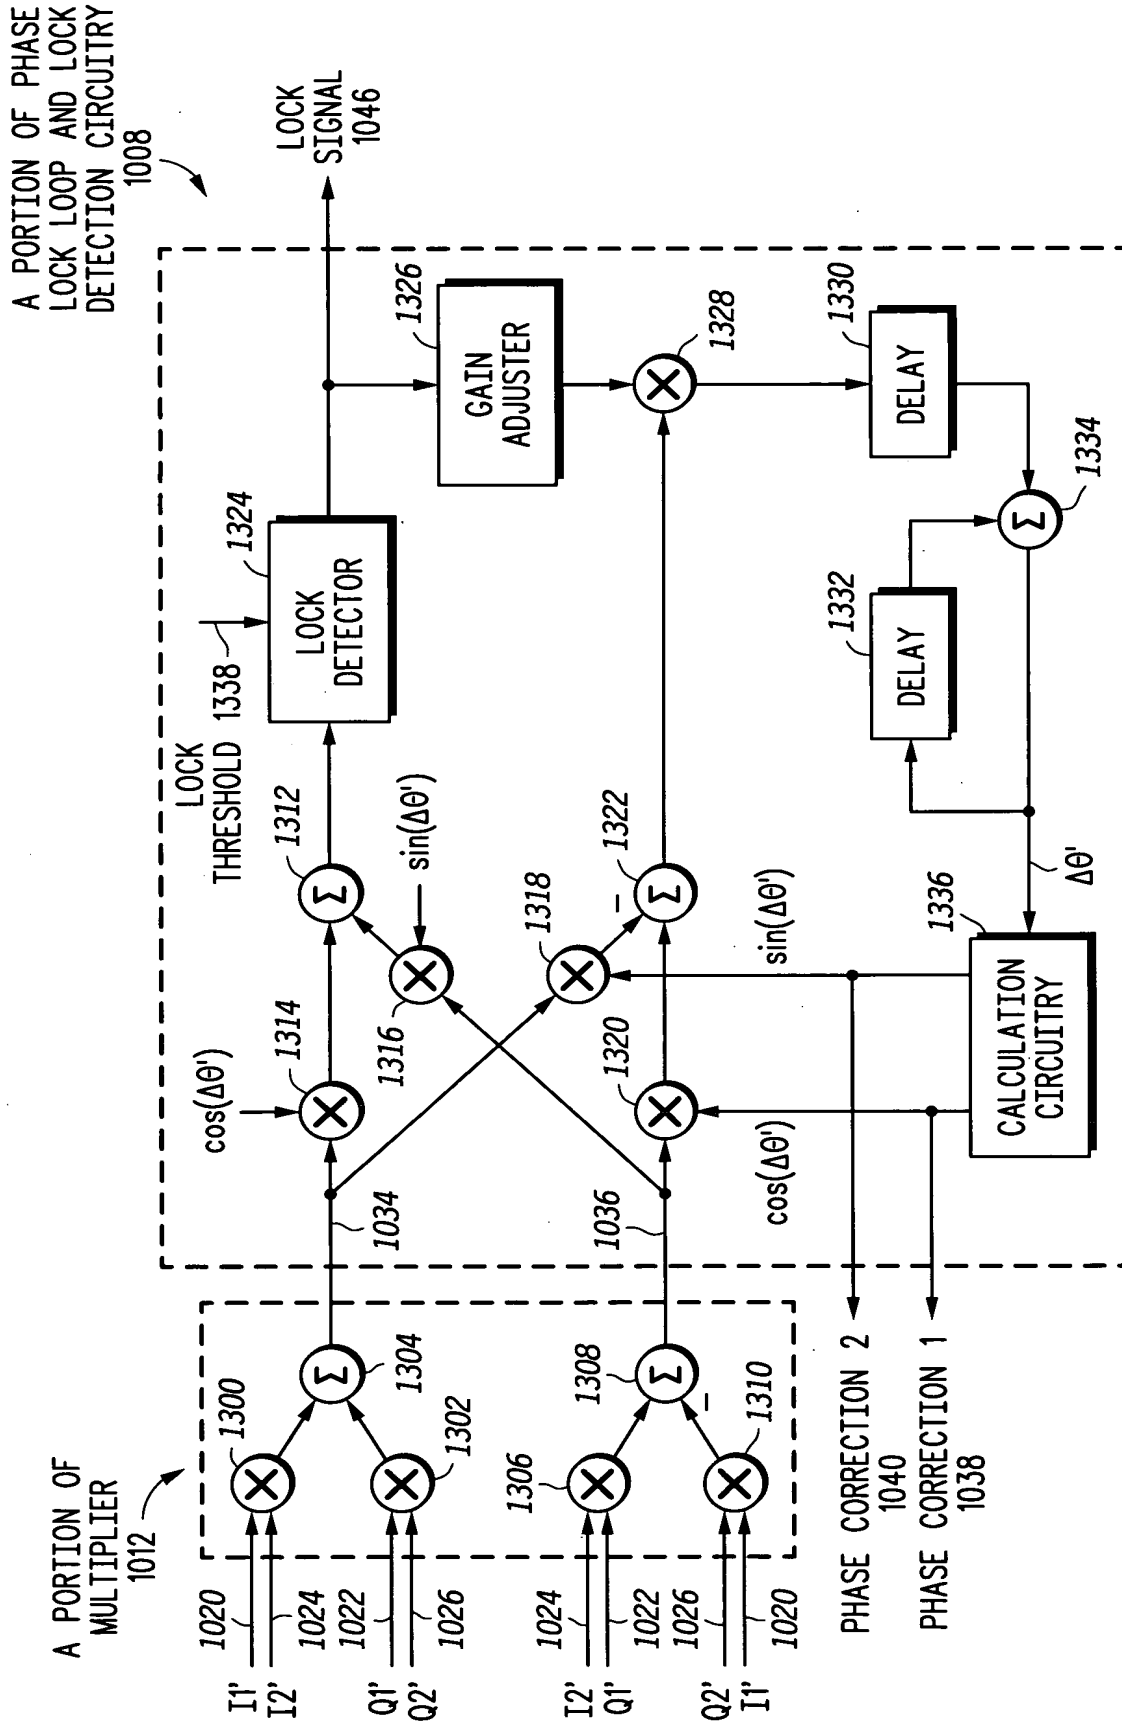 A PORTION OF PHASE
LOCK LOOP AND LOCK
DETECTION CIRCUITRY
1008
A PORTION OF
MULTIPLIER
1012
I1'
1020
I2'
1024
Q1'
1022
Q2'
1026
I2'
1024
Q1'
1022
Q2'
1026
I1'
1020
1300
1302
Σ
1304
1306
Σ
1308
–
1310
1034
1036
cos(Δθ')
1314
1316
sin(Δθ')
Σ
1312
1318
1320
cos(Δθ')
sin(Δθ')
–
Σ
1322
LOCK
THRESHOLD 1338
LOCK
DETECTOR
1324
LOCK
SIGNAL
1046
GAIN
ADJUSTER
1326
1328
DELAY
1330
DELAY
1332
Σ
1334
Δθ'
CALCULATION
CIRCUITRY
1336
PHASE CORRECTION 2
1040
PHASE CORRECTION 1
1038